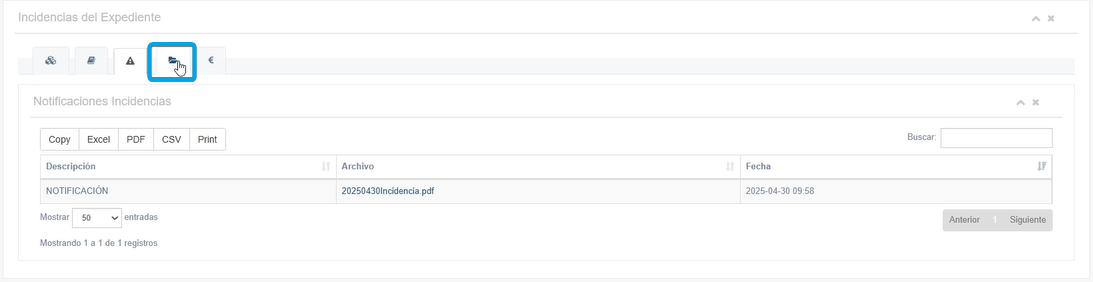 Incidencias del Expediente
€
Notificaciones Incidencias
Copy Excel PDF CSV Print
Buscar:
Descripción Archivo Fecha
NOTIFICACIÓN 20250430Incidencia.pdf 2025-04-30 09:58
Mostrar 50 entradas
Anterior 1 Siguiente
Mostrando 1 a 1 de 1 registros